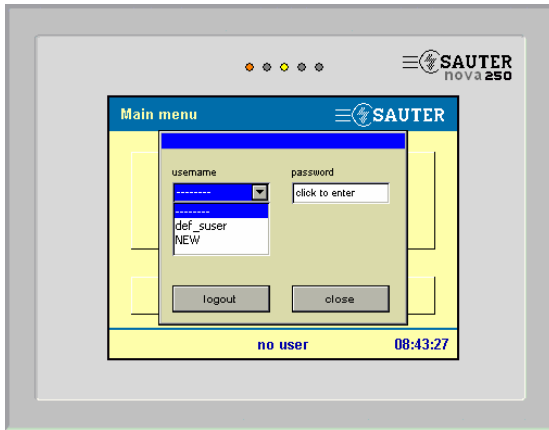 SAUTER
nova 250
Main menu
SAUTER
username
password
--------
click to enter
--------
def_suser
NEW
logout
close
no user
08:43:27